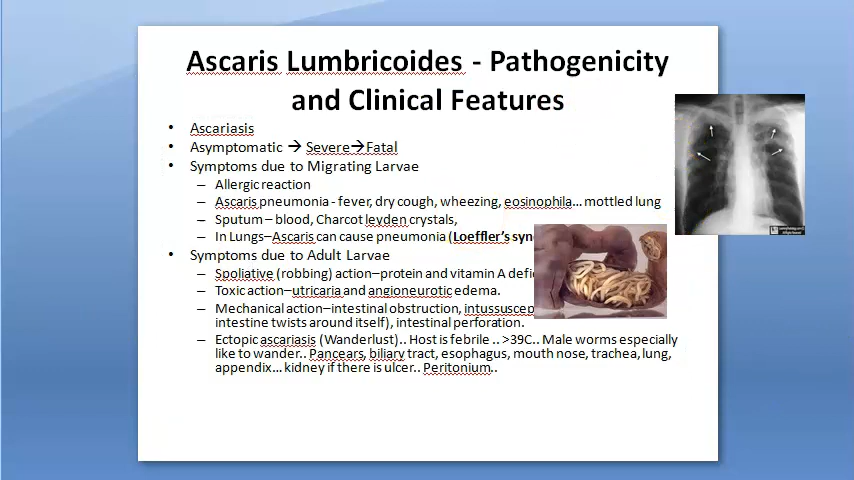 Ascaris Lumbricoides - Pathogenicity
and Clinical Features
• Ascariasis
• Asymptomatic → Severe→Fatal
• Symptoms due to Migrating Larvae
– Allergic reaction
– Ascaris pneumonia - fever, dry cough, wheezing, eosinophila... mottled lung
– Sputum – blood, Charcot leyden crystals,
– In Lungs–Ascaris can cause pneumonia (Loeffler's syn
• Symptoms due to Adult Larvae
– Spoliative (robbing) action–protein and vitamin A defi
– Toxic action–utricaria and angioneurotic edema.
– Mechanical action–intestinal obstruction, intussuscep
intestine twists around itself), intestinal perforation.
– Ectopic ascariasis (Wanderlust).. Host is febrile .. >39C.. Male worms especially
like to wander.. Pancears, biliary tract, esophagus, mouth nose, trachea, lung,
appendix... kidney if there is ulcer.. Peritonium..